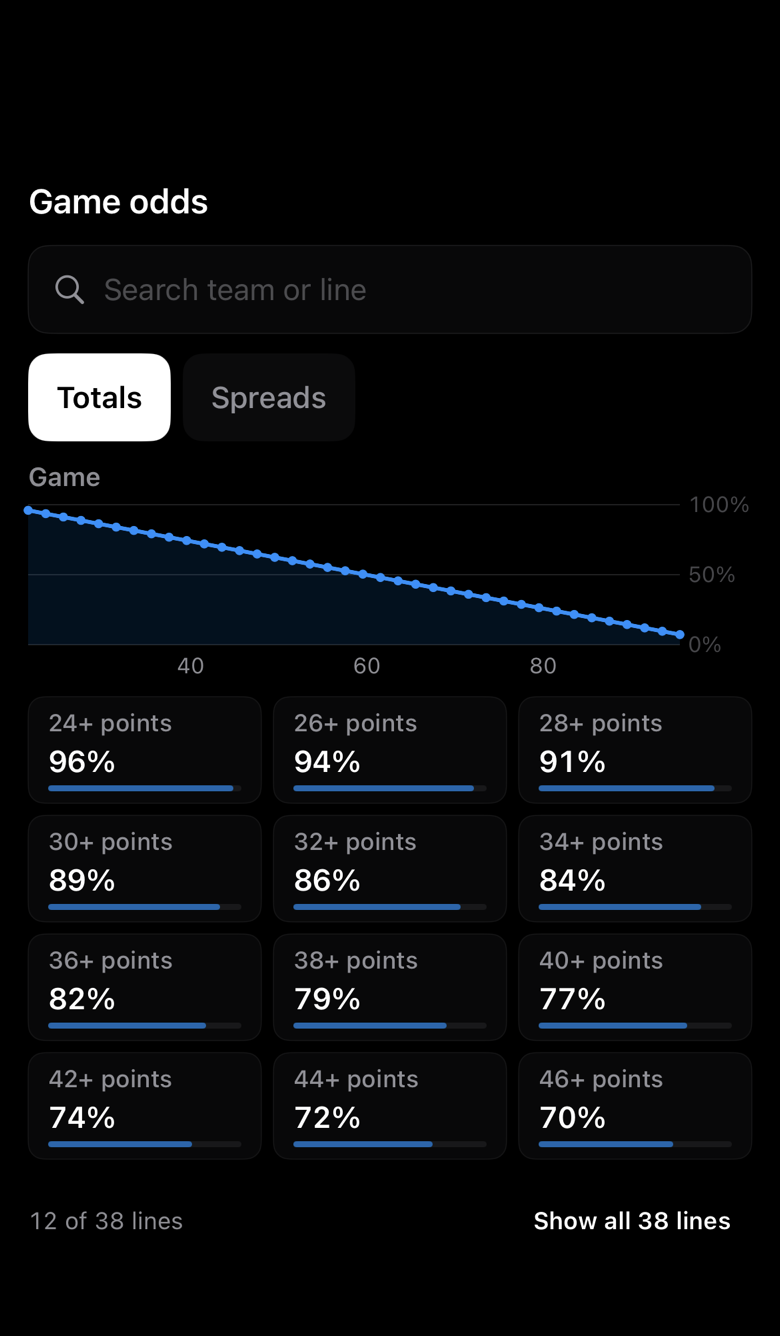 Game odds
Search team or line
Totals Spreads
Game
100%
50%
0%
40 60 80
24+ points 26+ points 28+ points
96% 94% 91%
30+ points 32+ points 34+ points
89% 86% 84%
36+ points 38+ points 40+ points
82% 79% 77%
42+ points 44+ points 46+ points
74% 72% 70%
12 of 38 lines Show all 38 lines